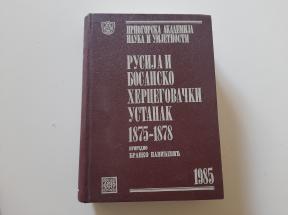 ЦРНОГОРСКА АКАДЕМИЈА
НАУКА И УМЈЕТНОСТИ
РУСИЈА И
БОСАНСКО
ХЕРЦЕГОВАЧКИ
УСТАНАК
1875-1878
ПРИРЕДИО
БРАНКО ПАВИЋЕВИЋ
1985